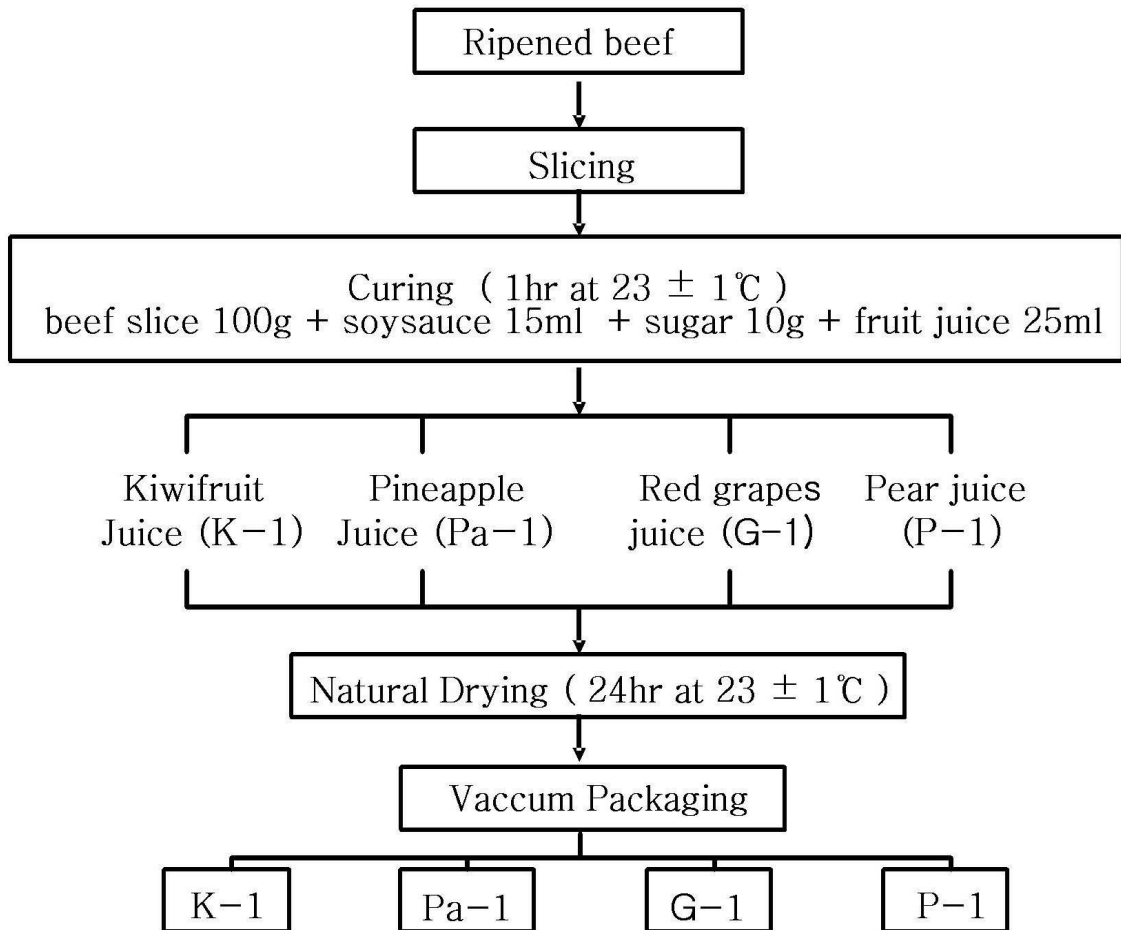 Ripened beef
Slicing
Curing ( 1hr at 23 ± 1℃)
beef slice 100g + soysauce 15ml + sugar 10g + fruit juice 25ml
Kiwifruit
Juice (K-1)
Pineapple
Juice (Pa-1)
Red grapes
juice (G-1)
Pear juice
(P-1)
Natural Drying ( 24hr at 23 ± 1℃ )
Vaccum Packaging
K-1
Pa-1
G-1
P-1